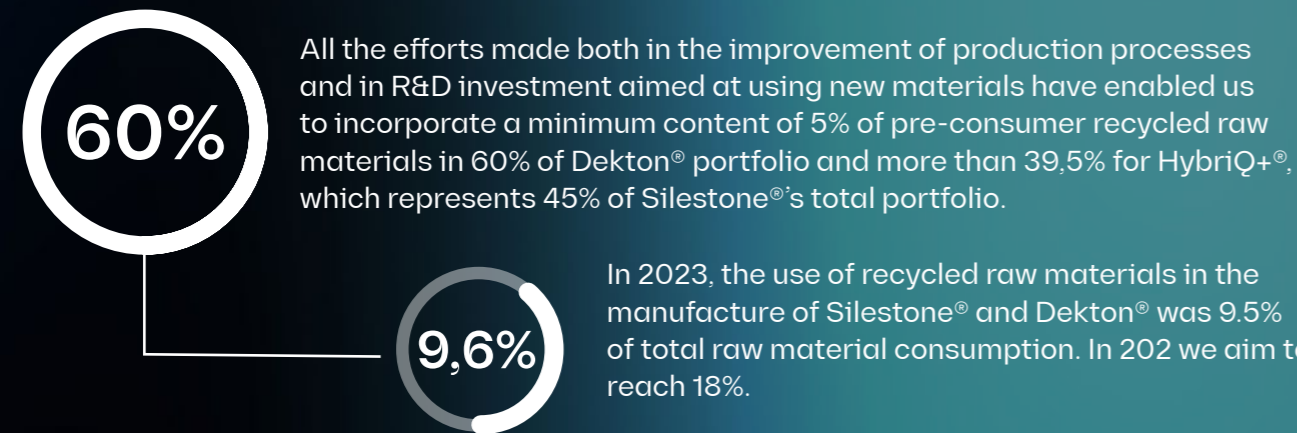 60%
All the efforts made both in the improvement of production processes
and in R&D investment aimed at using new materials have enabled us
to incorporate a minimum content of 5% of pre-consumer recycled raw
materials in 60% of Dekton® portfolio and more than 39,5% for HybriQ+®,
which represents 45% of Silestone®'s total portfolio.
9,6%
In 2023, the use of recycled raw materials in the
manufacture of Silestone® and Dekton® was 9.5%
of total raw material consumption. In 202 we aim to
reach 18%.